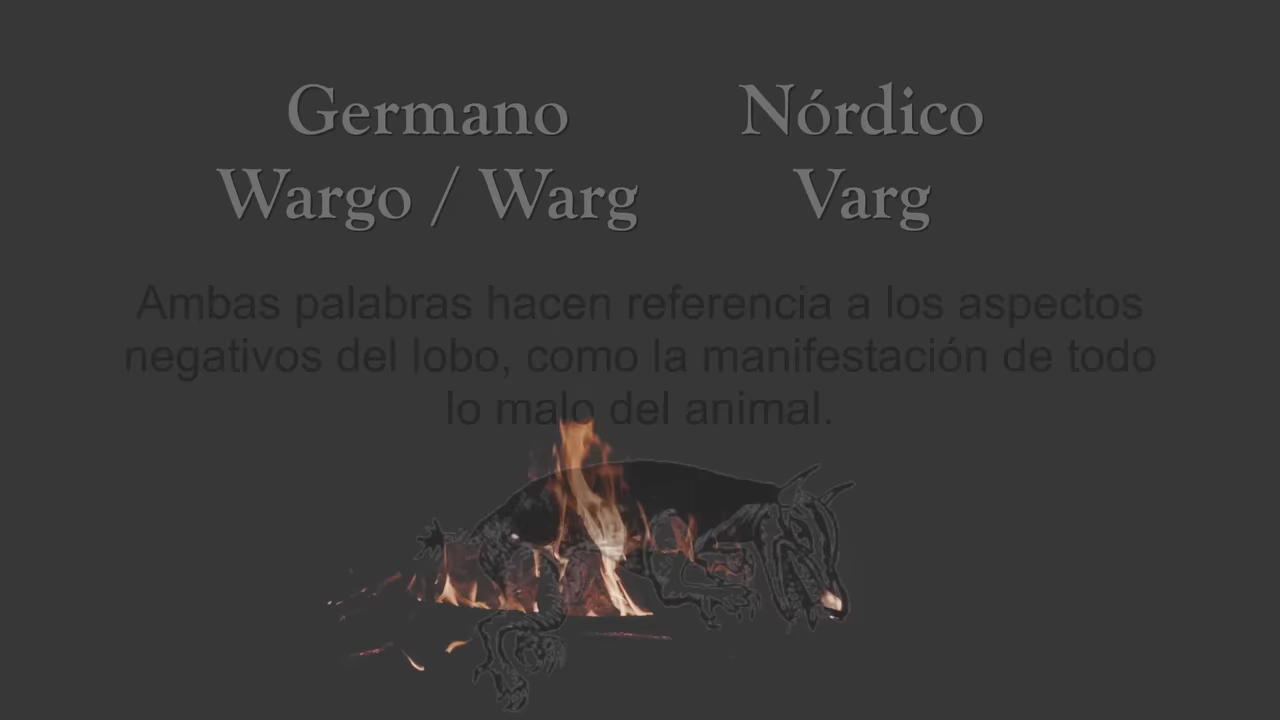 Germano Nórdico
Wargo / Warg Varg
Ambas palabras hacen referencia a los aspectos
negativos del lobo, como la manifestación de todo
lo malo del animal.